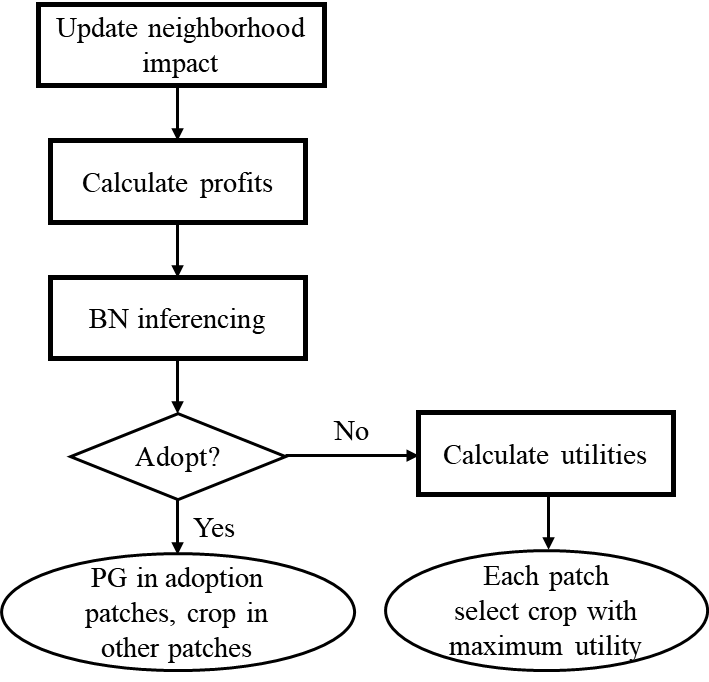 Update neighborhood
impact
Calculate profits
BN inferencing
Adopt?
No
Calculate utilities
Yes
PG in adoption
patches, crop in
other patches
Each patch
select crop with
maximum utility